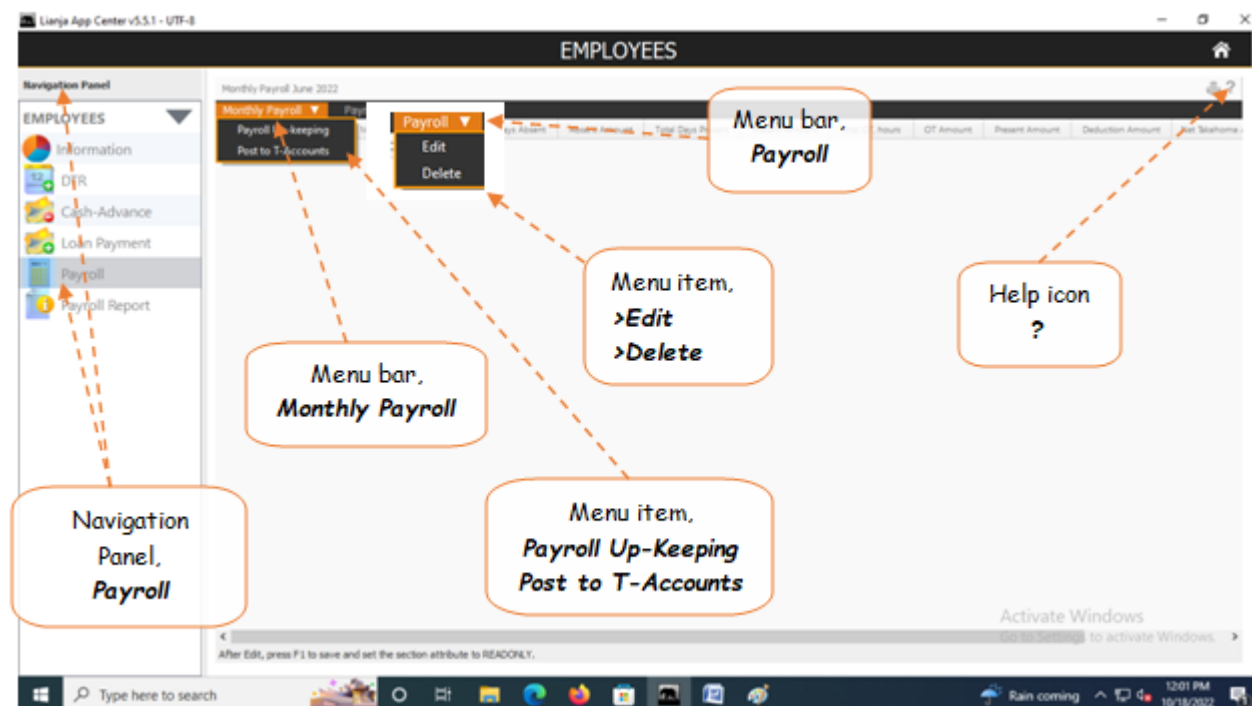 Lianja App Center v5.5.1 - UTF-8
EMPLOYEES
Navigation Panel
Monthly Payroll June 2022
?
EMPLOYEES
Monthly Payroll
Payroll
Days Absent
Total Days
hours
OT Amount
Present Amount
Deduction Amount
Net Takehome
Payroll
-keeping
Edit
Post to T-Accounts
Delete
Menu bar,
Payroll
Information
12
DTR
Cash-Advance
Loan Payment
Payroll
Payroll Report
Menu item,
>Edit
>Delete
Help icon
?
Menu bar,
Monthly Payroll
Navigation
Panel,
Payroll
Menu item,
Payroll Up-Keeping
Post to T-Accounts
Activate Windows
Go to Settings to activate Windows.
After Edit, press F1 to save and set the section attribute to READONLY.
Type here to search
Rain coming
12:01 PM
10/18/2022